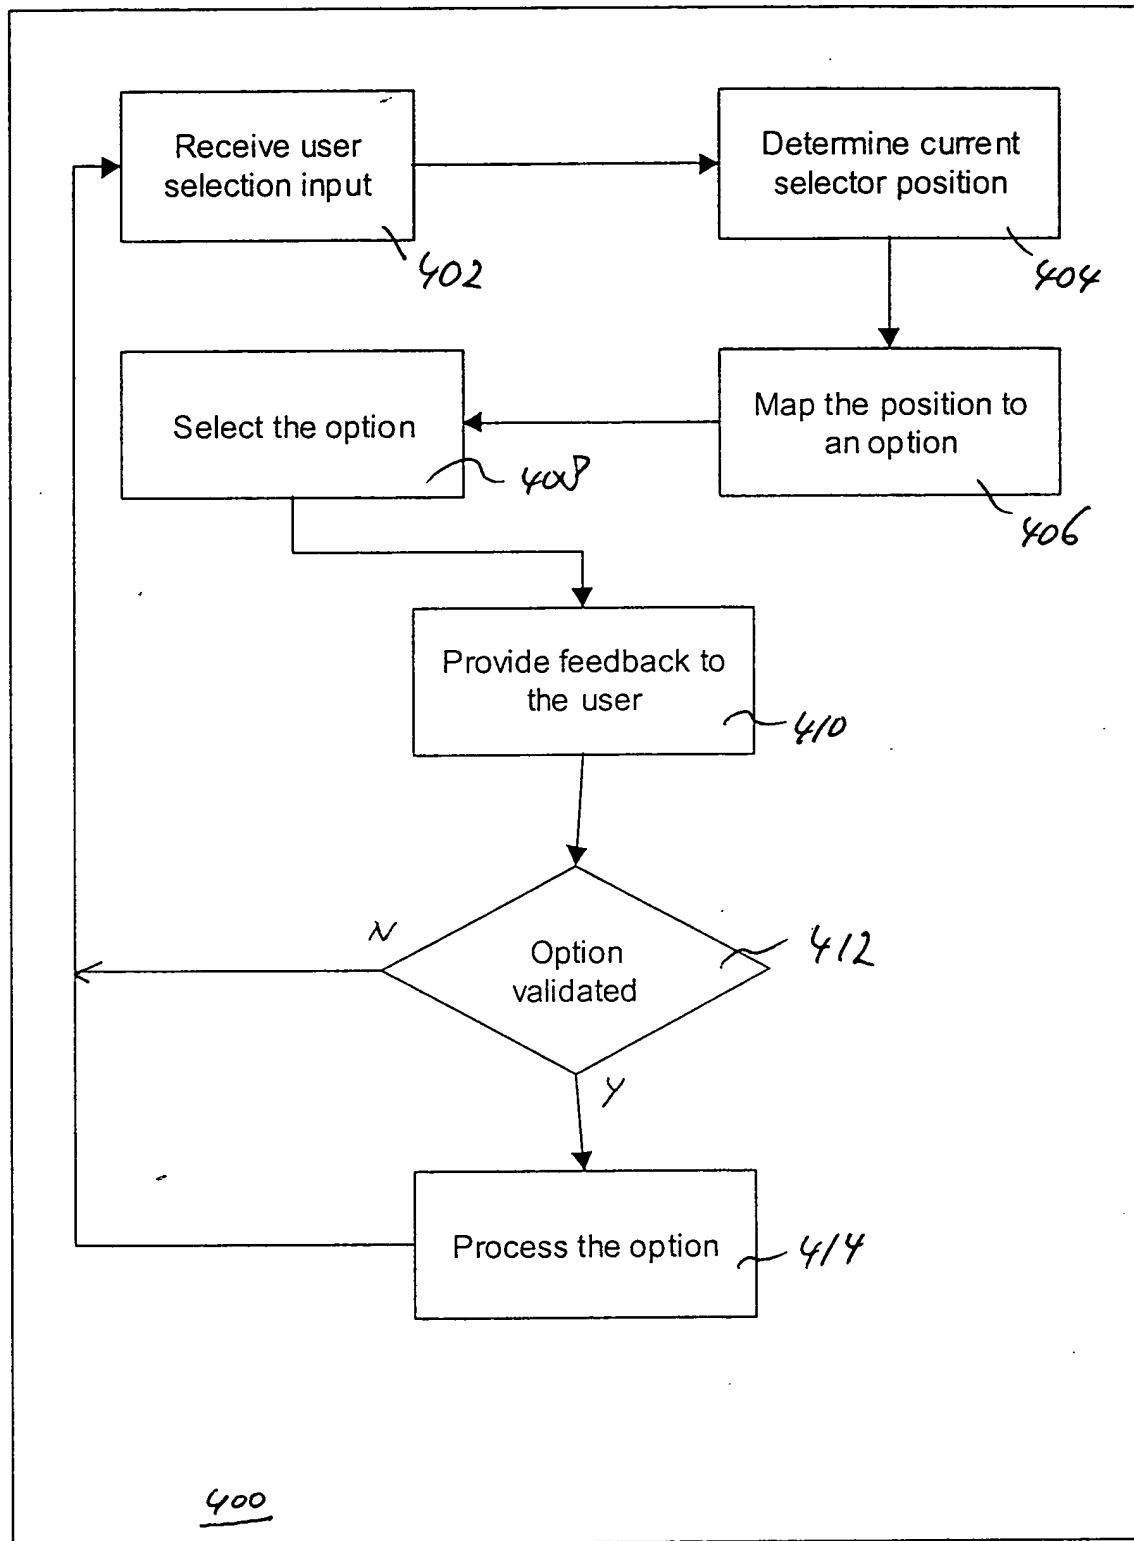 Receive user
selection input
402
Determine current
selector position
404
Select the option
408
Map the position to
an option
406
Provide feedback to
the user
410
N
Option
validated
412
Y
Process the option
414
400